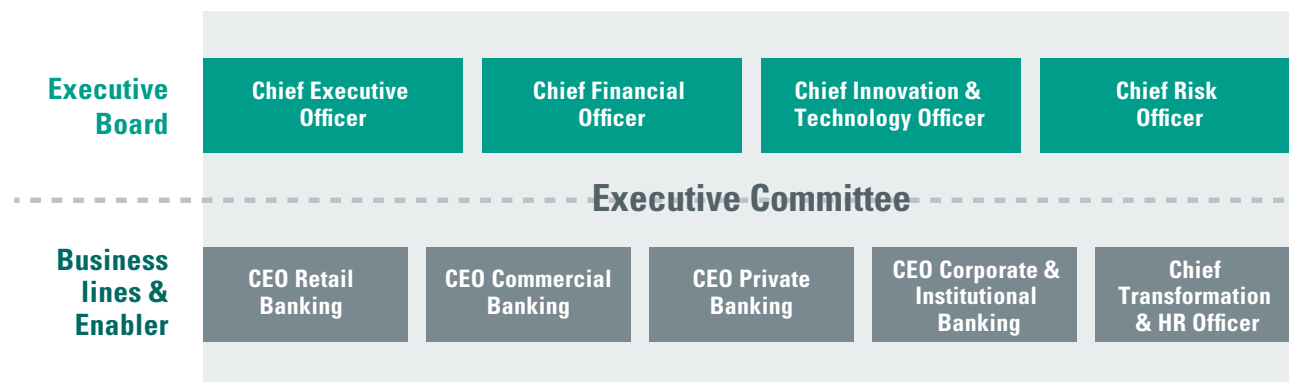 Executive
Board
Chief Executive
Officer
Chief Financial
Officer
Chief Innovation &
Technology Officer
Chief Risk
Officer
Executive Committee
Business
lines &
Enabler
CEO Retail
Banking
CEO Commercial
Banking
CEO Private
Banking
CEO Corporate &
Institutional
Banking
Chief
Transformation
& HR Officer